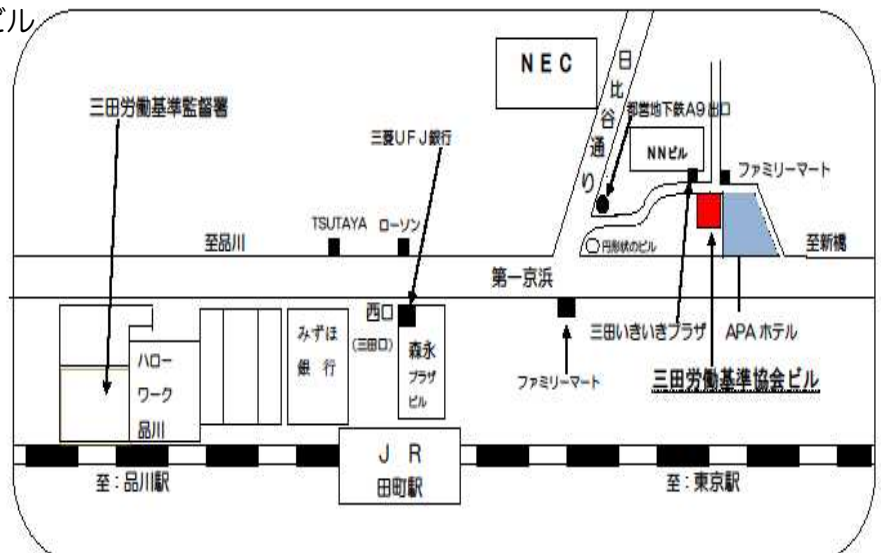 ビル
NEC
日比谷通り
都営地下鉄A9出口
三田労働基準監督署
三菱UFJ銀行
NNビル
ファミリーマート
TSUTAYA
ローソン
至品川
円形状のビル
至新橋
第一京浜
西口
(三田口)
みずほ
銀 行
森永
プラザ
ビル
ハロー
ワーク
品川
ファミリーマート
三田いきいきプラザ
APAホテル
三田労働基準協会ビル
J R
田町駅
至:品川駅
至:東京駅